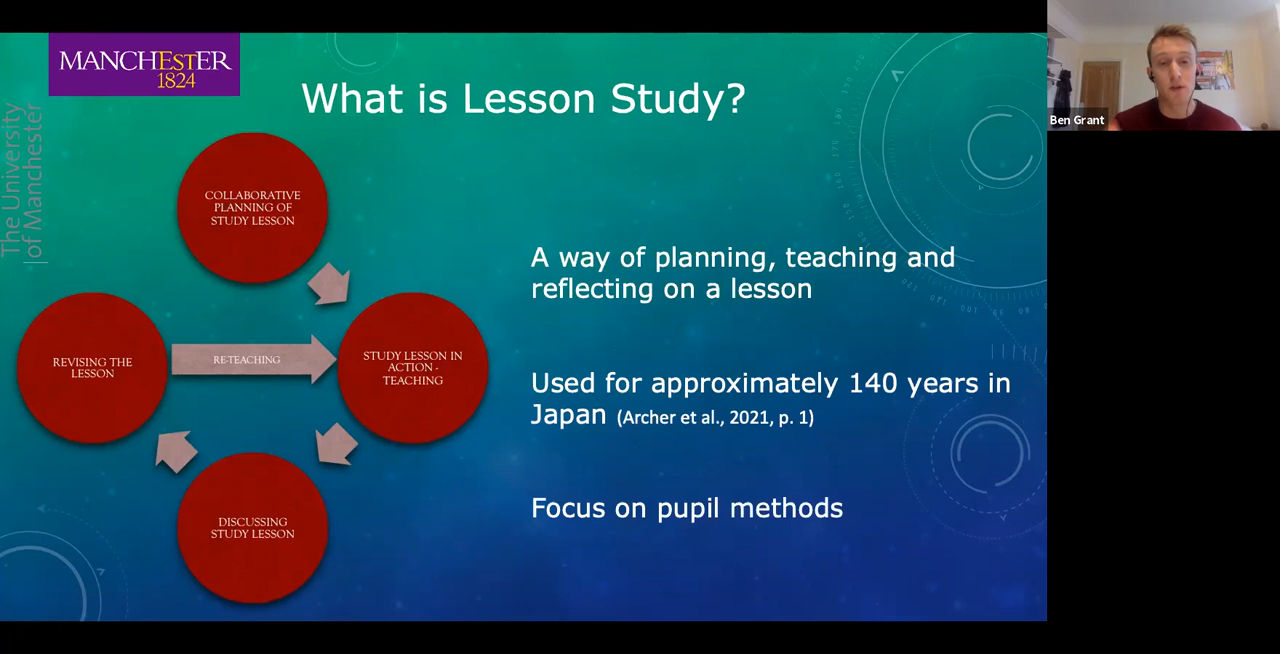 MANCHEstER
1824
The University
of Manchester
What is Lesson Study?
COLLABORATIVE
PLANNING OF
STUDY LESSON
REVISING THE
LESSON
RE-TEACHING
STUDY LESSON IN
ACTION -
TEACHING
DISCUSSING
STUDY LESSON
A way of planning, teaching and
reflecting on a lesson
Used for approximately 140 years in
Japan (Archer et al., 2021, p. 1)
Focus on pupil methods
Ben Grant